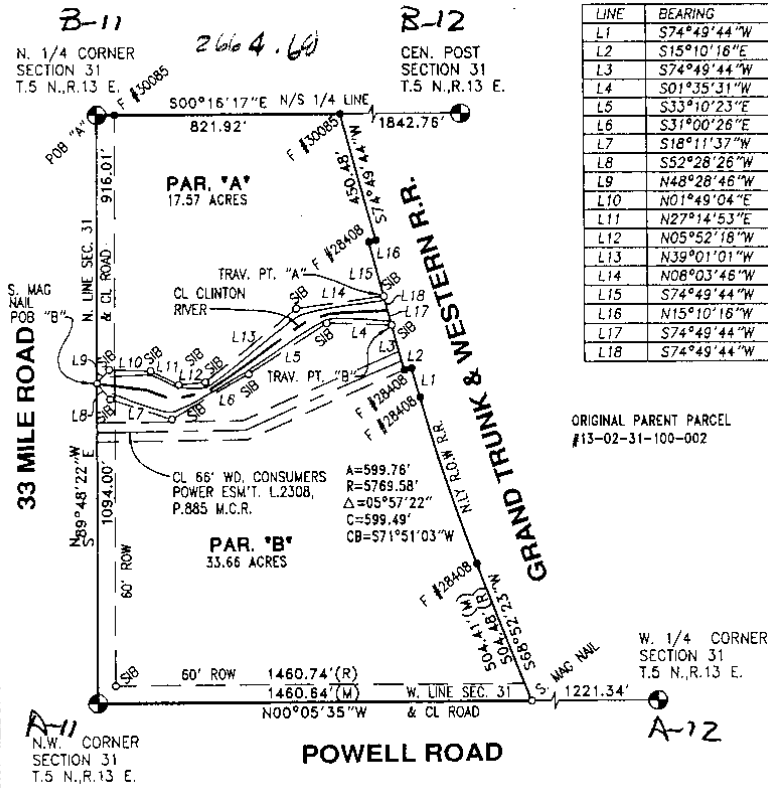 B-11
2664.60
B-12
N. 1/4 CORNER
SECTION 31
T.5 N.,R.13 E.
CEN. POST
SECTION 31
T.5 N.,R.13 E.
F #30085
S00°16'17"E N/S 1/4 LINE
821.92'
1842.76'
POB "A"
F #30085
916.01'
PAR. "A"
17.57 ACRES
450.48'
S74°49'44"W
F #28408
L16
N. LINE SEC. 31
& CL ROAD
TRAV. PT. "A"
L15
CL CLINTON
RIVER
SIB
L14
L18
L17
S. MAG
NAIL
POB "B"
L13
SIB
L4
SIB
L3
L9
SIB
L10
SIB
L11
L12
SIB
L5
TRAV. PT. "B"
L2
L8
SIB
L7
SIB
L6
SIB
F #28408
L1
F #28408
GRAND TRUNK & WESTERN R.R.
N'LY R.O.W R.R.
33 MILE ROAD
S89°48'22"W
N E
1094.00'
60' ROW
CL 66' WD. CONSUMERS
POWER ESM'T. L.2308,
P.885 M.C.R.
A=599.76'
R=5769.58'
Δ=05°57'22"
C=599.49'
CB=S71°51'03"W
PAR. "B"
33.66 ACRES
F #28408
504.41'(M)
504.48'(R)
S68°52'23"W
S. MAG NAIL
W. 1/4 CORNER
SECTION 31
T.5 N.,R.13 E.
SIB
60' ROW 1460.74'(R)
1460.64'(M) W. LINE SEC. 31
N00°05'35"W & CL ROAD
1221.34'
A-11
A-12
N.W. CORNER
SECTION 31
T.5 N.,R.13 E.
POWELL ROAD
LINE BEARING
L1 S74°49'44"W
L2 S15°10'16"E
L3 S74°49'44"W
L4 S01°35'31"W
L5 S33°10'23"E
L6 S31°00'26"E
L7 S18°11'37"W
L8 S52°28'26"W
L9 N48°28'46"W
L10 N01°49'04"E
L11 N27°14'53"E
L12 N05°52'18"W
L13 N39°01'01"W
L14 N08°03'46"W
L15 S74°49'44"W
L16 N15°10'16"W
L17 S74°49'44"W
L18 S74°49'44"W
ORIGINAL PARENT PARCEL
#13-02-31-100-002